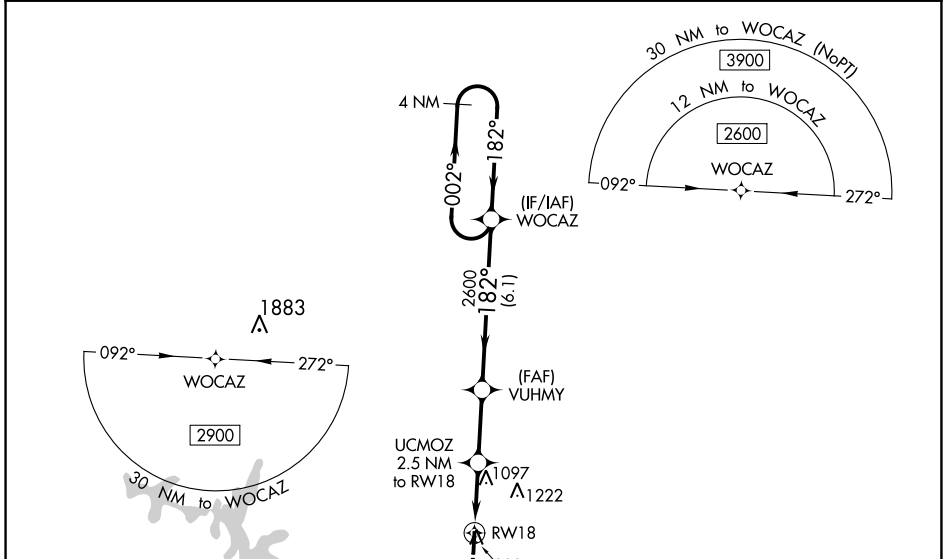 30 NM to WOCAZ (NoPT)
3900
12 NM to WOCAZ
2600
WOCAZ
092°
272°
4 NM
182°
002°
(IF/IAF)
WOCAZ
2600
182°
(6.1)
1883
092°
272°
WOCAZ
2900
30 NM to WOCAZ
(FAF)
VUHMY
UCMOZ
2.5 NM
to RW18
1097
1222
RW18